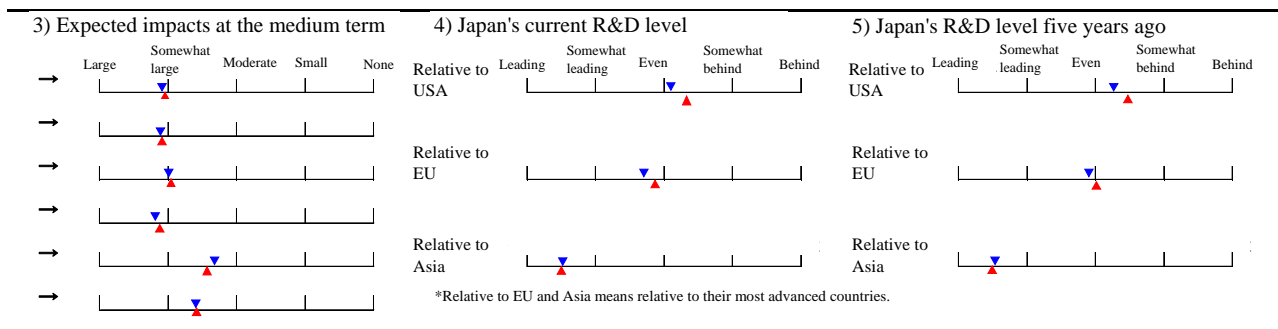 3) Expected impacts at the medium term
Large
Somewhat
large
Moderate
Small
None
→
→
→
→
→
→
4) Japan's current R&D level
Leading
Somewhat
leading
Even
Somewhat
behind
Behind
Relative to
USA
Relative to
EU
Relative to
Asia
*Relative to EU and Asia means relative to their most advanced countries.
5) Japan's R&D level five years ago
Leading
Somewhat
leading
Even
Somewhat
behind
Behind
Relative to
USA
Relative to
EU
Relative to
Asia